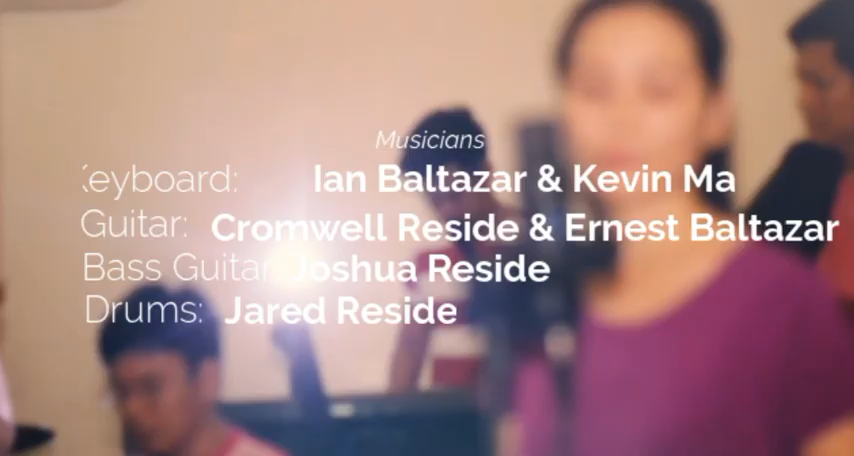 Musicians
Keyboard: Ian Baltazar & Kevin Ma
Guitar: Cromwell Reside & Ernest Baltazar
Bass Guitar: Joshua Reside
Drums: Jared Reside